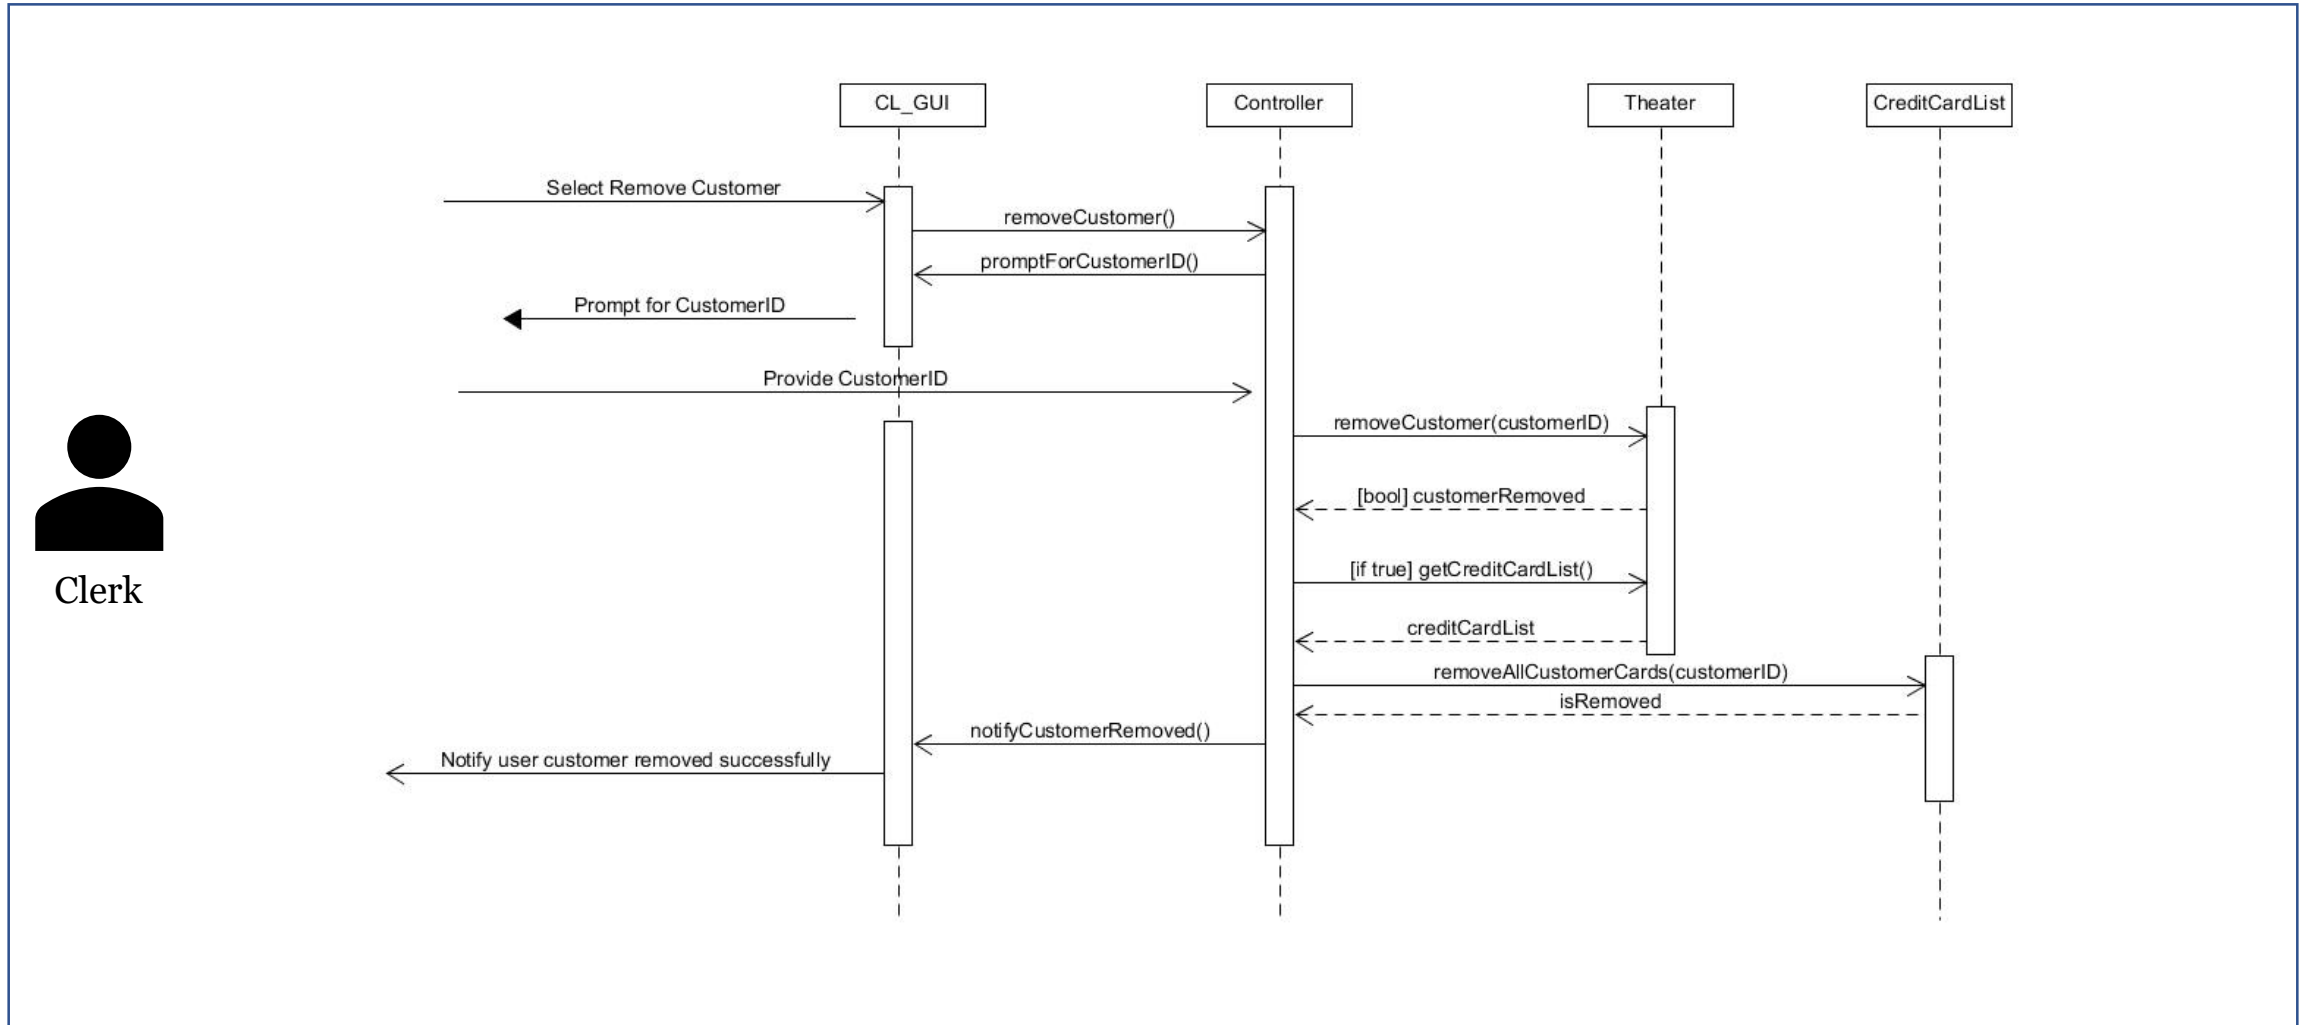 CL_GUI
Controller
Theater
CreditCardList
Select Remove Customer
removeCustomer()
promptForCustomerID()
Prompt for CustomerID
Provide CustomerID
removeCustomer(customerID)
[bool] customerRemoved
[if true] getCreditCardList()
Clerk
creditCardList
removeAllCustomerCards(customerID)
isRemoved
notifyCustomerRemoved()
Notify user customer removed successfully